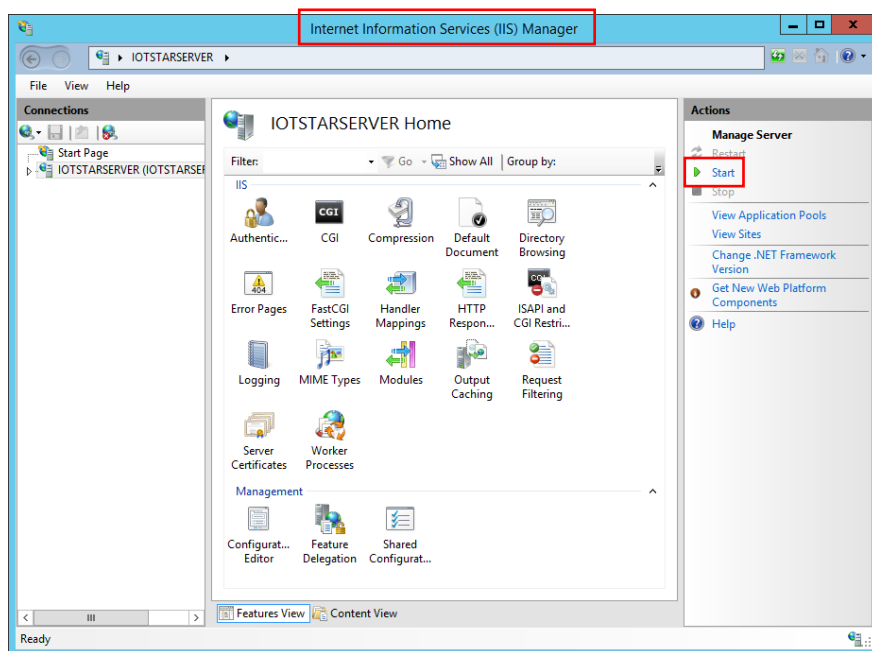 Internet Information Services (IIS) Manager
IOTSTARSERVER
File View Help
Connections
Start Page
IOTSTARSERVER (IOTSTARSEF
IOTSTARSERVER Home
Filter: Go Show All Group by:
IIS
Authentic... CGI Compression Default Directory
Document Browsing
CGI
404
Error Pages FastCGI Handler HTTP ISAPI and
Settings Mappings Respon... CGI Restri...
Logging MIME Types Modules Output Request
Caching Filtering
Server Worker
Certificates Processes
Management
Configurat... Feature Shared
Editor Delegation Configurat...
Features View Content View
Ready
Actions
Manage Server
Restart
Start
Stop
View Application Pools
View Sites
Change .NET Framework
Version
Get New Web Platform
Components
Help